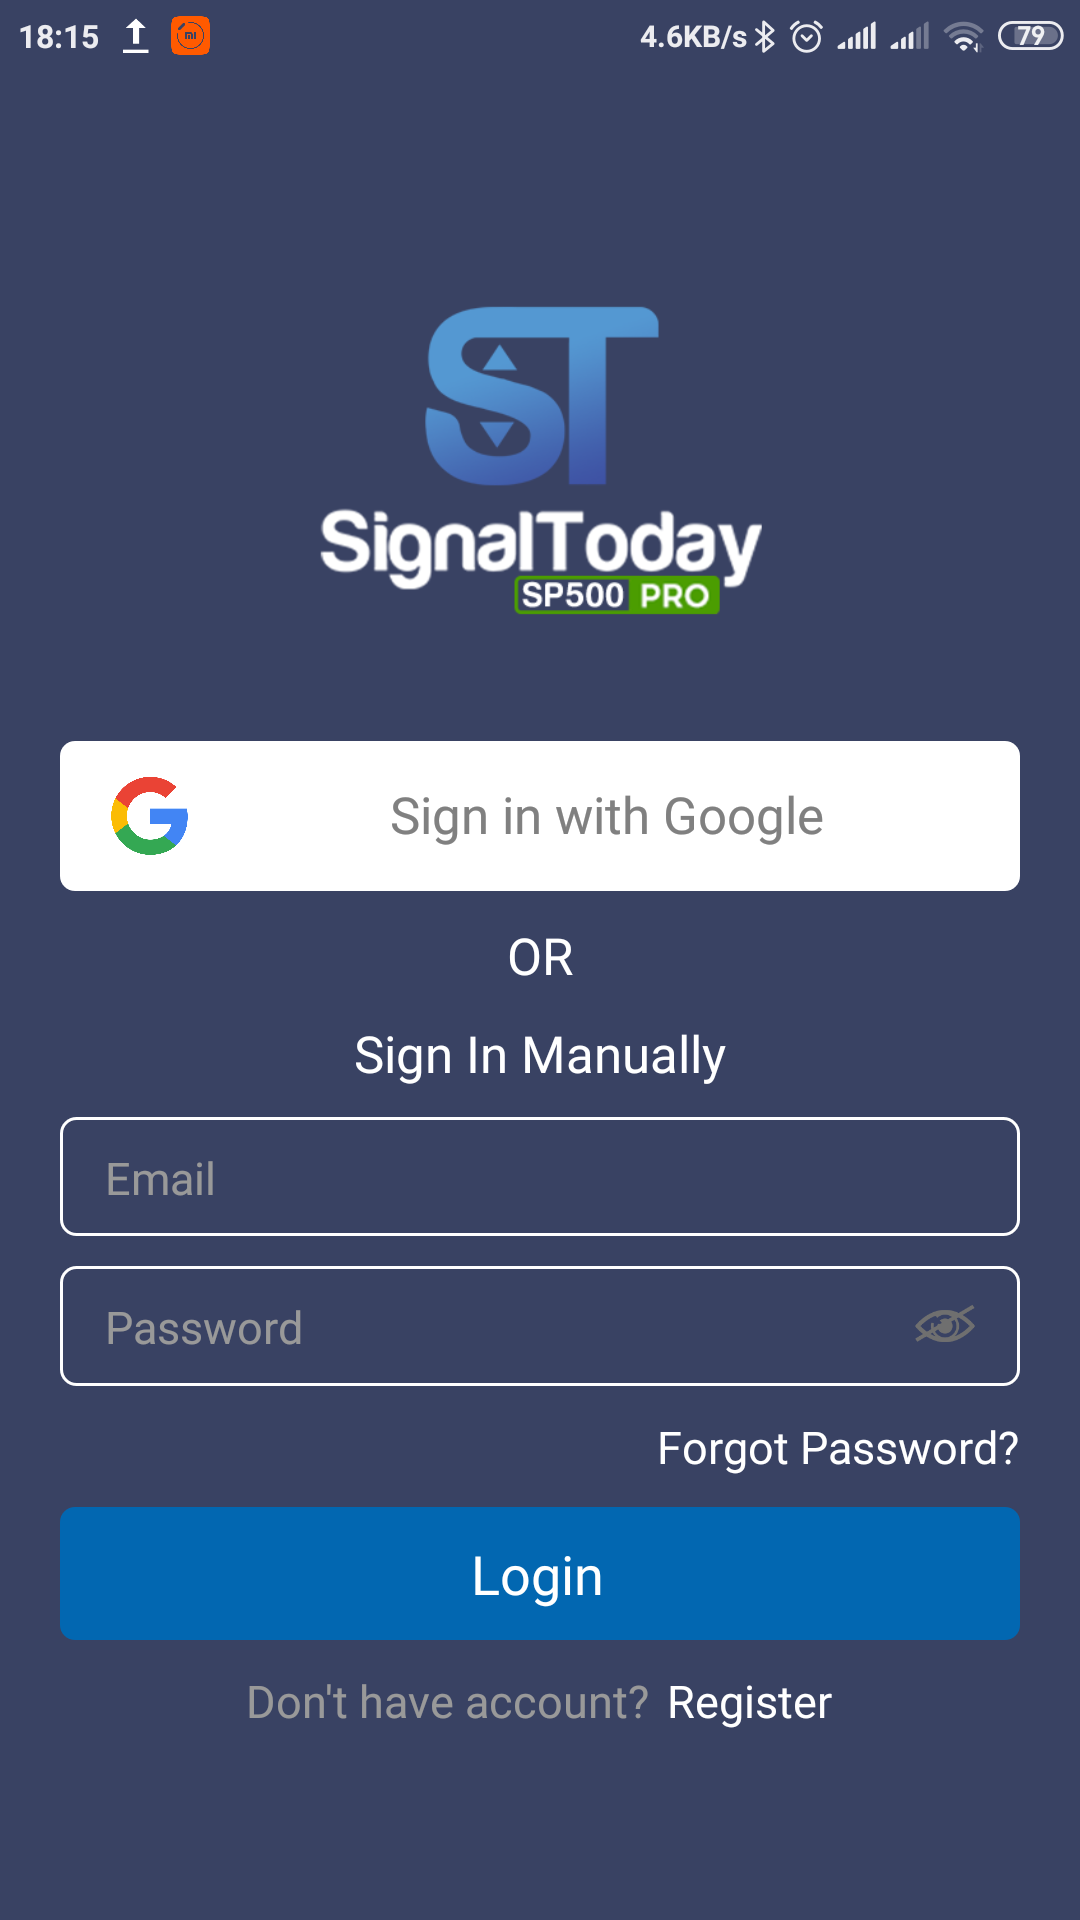 18:15 4.6KB/s 79
ST
SignalToday
SP500 PRO
Sign in with Google
OR
Sign In Manually
Email
Password
Forgot Password?
Login
Don't have account? Register